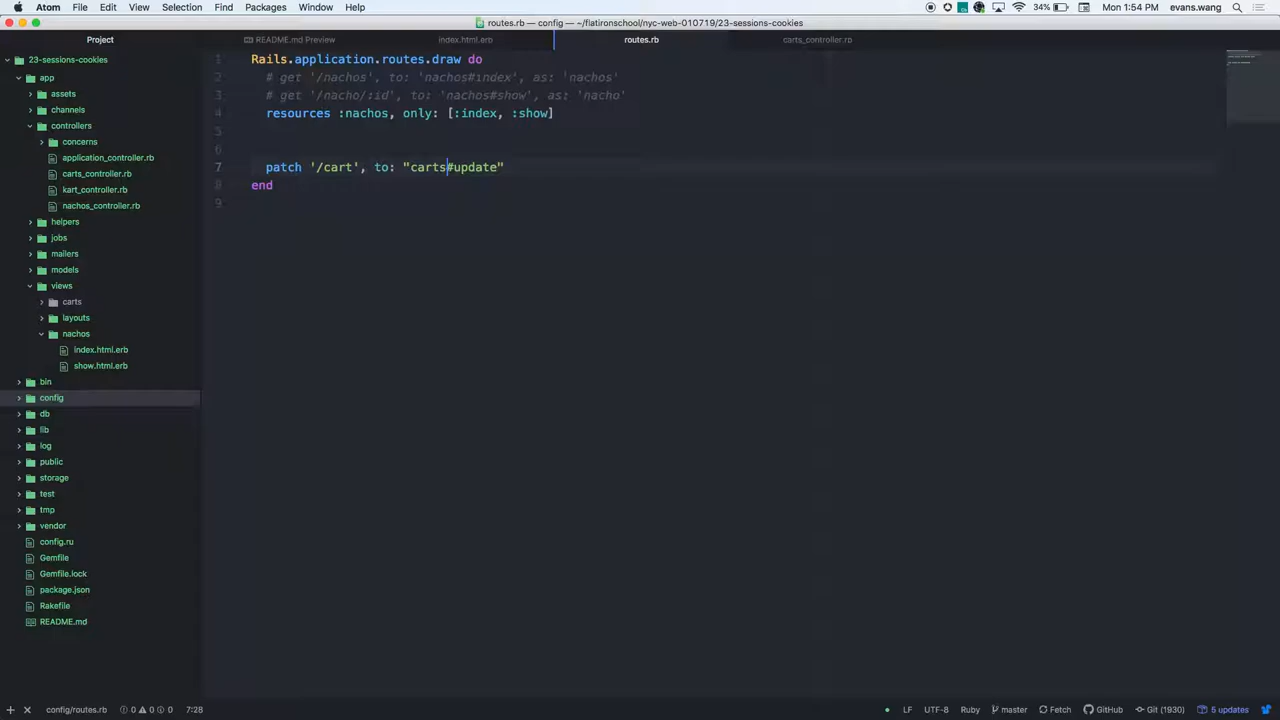 Atom File Edit View Selection Find Packages Window Help
34% Mon 1:54 PM evans.wang
routes.rb — config — ~/flatironschool/nyc-web-010719/23-sessions-cookies
Project
README.md Preview
index.html.erb
routes.rb
carts_controller.rb
23-sessions-cookies
app
assets
channels
controllers
concerns
application_controller.rb
carts_controller.rb
kart_controller.rb
nachos_controller.rb
helpers
jobs
mailers
models
views
carts
layouts
nachos
index.html.erb
show.html.erb
bin
config
db
lib
log
public
storage
test
tmp
vendor
config.ru
Gemfile
Gemfile.lock
package.json
Rakefile
README.md
1 Rails.application.routes.draw do
2 # get '/nachos', to: 'nachos#index', as: 'nachos'
3 # get '/nacho/:id', to: 'nachos#show', as: 'nacho'
4 resources :nachos, only: [:index, :show]
5
6
7 patch '/cart', to: "carts#update"
8 end
9
config/routes.rb 0 0 0 7:28
LF UTF-8 Ruby master Fetch GitHub Git (1930) 5 updates